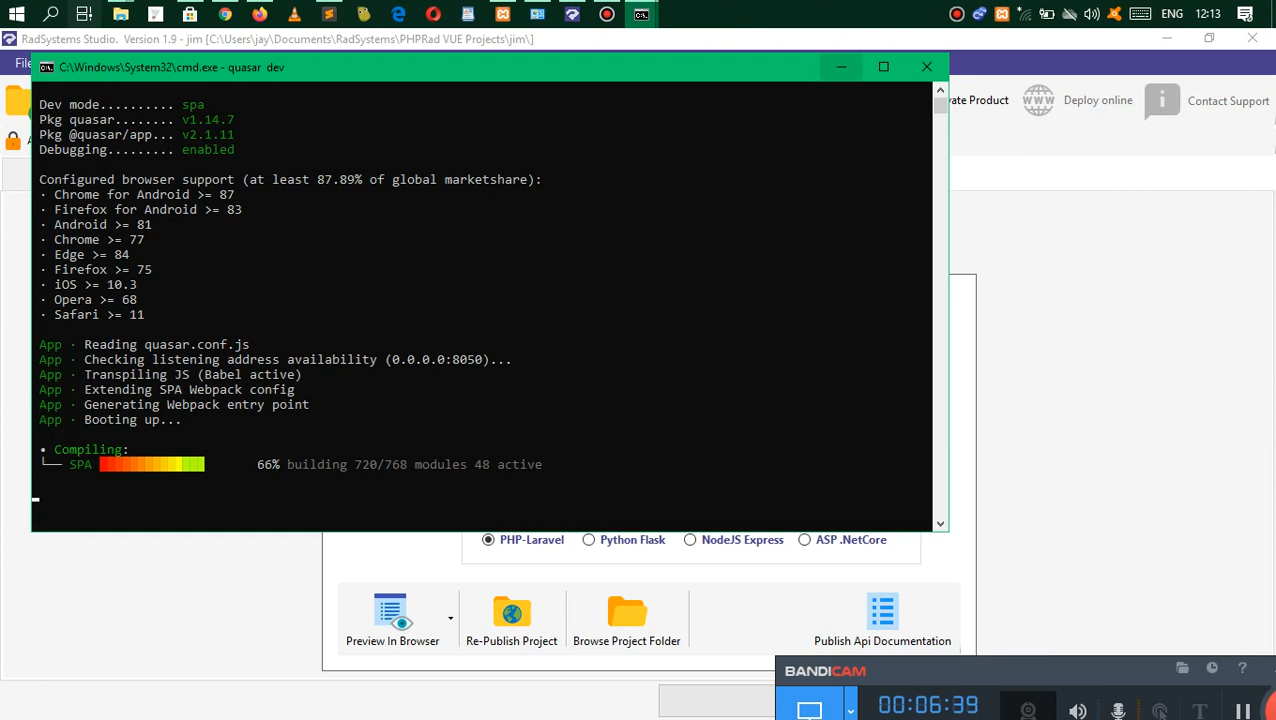 ENG 12:13
RadSystems Studio. Version 1.9 - jim [C:\Users\jay\Documents\RadSystems\PHPRad VUE Projects\jim\]
File
C:\Windows\System32\cmd.exe - quasar dev
vate Product
Deploy online
Contact Support
Dev mode.......... spa
Pkg quasar........ v1.14.7
Pkg @quasar/app... v2.1.11
Debugging......... enabled
Configured browser support (at least 87.89% of global marketshare):
· Chrome for Android >= 87
· Firefox for Android >= 83
· Android >= 81
· Chrome >= 77
· Edge >= 84
· Firefox >= 75
· iOS >= 10.3
· Opera >= 68
· Safari >= 11
App · Reading quasar.conf.js
App · Checking listening address availability (0.0.0.0:8050)...
App · Transpiling JS (Babel active)
App · Extending SPA Webpack config
App · Generating Webpack entry point
App · Booting up...
• Compiling:
└── SPA 66% building 720/768 modules 48 active
PHP-Laravel Python Flask NodeJS Express ASP .NetCore
Preview In Browser Re-Publish Project Browse Project Folder Publish Api Documentation
BANDICAM
00:06:39